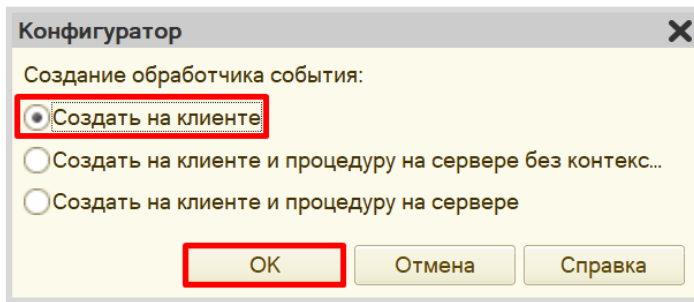 Конфигуратор
Создание обработчика события:
Создать на клиенте
Создать на клиенте и процедуру на сервере без контекс...
Создать на клиенте и процедуру на сервере
OK Отмена Справка